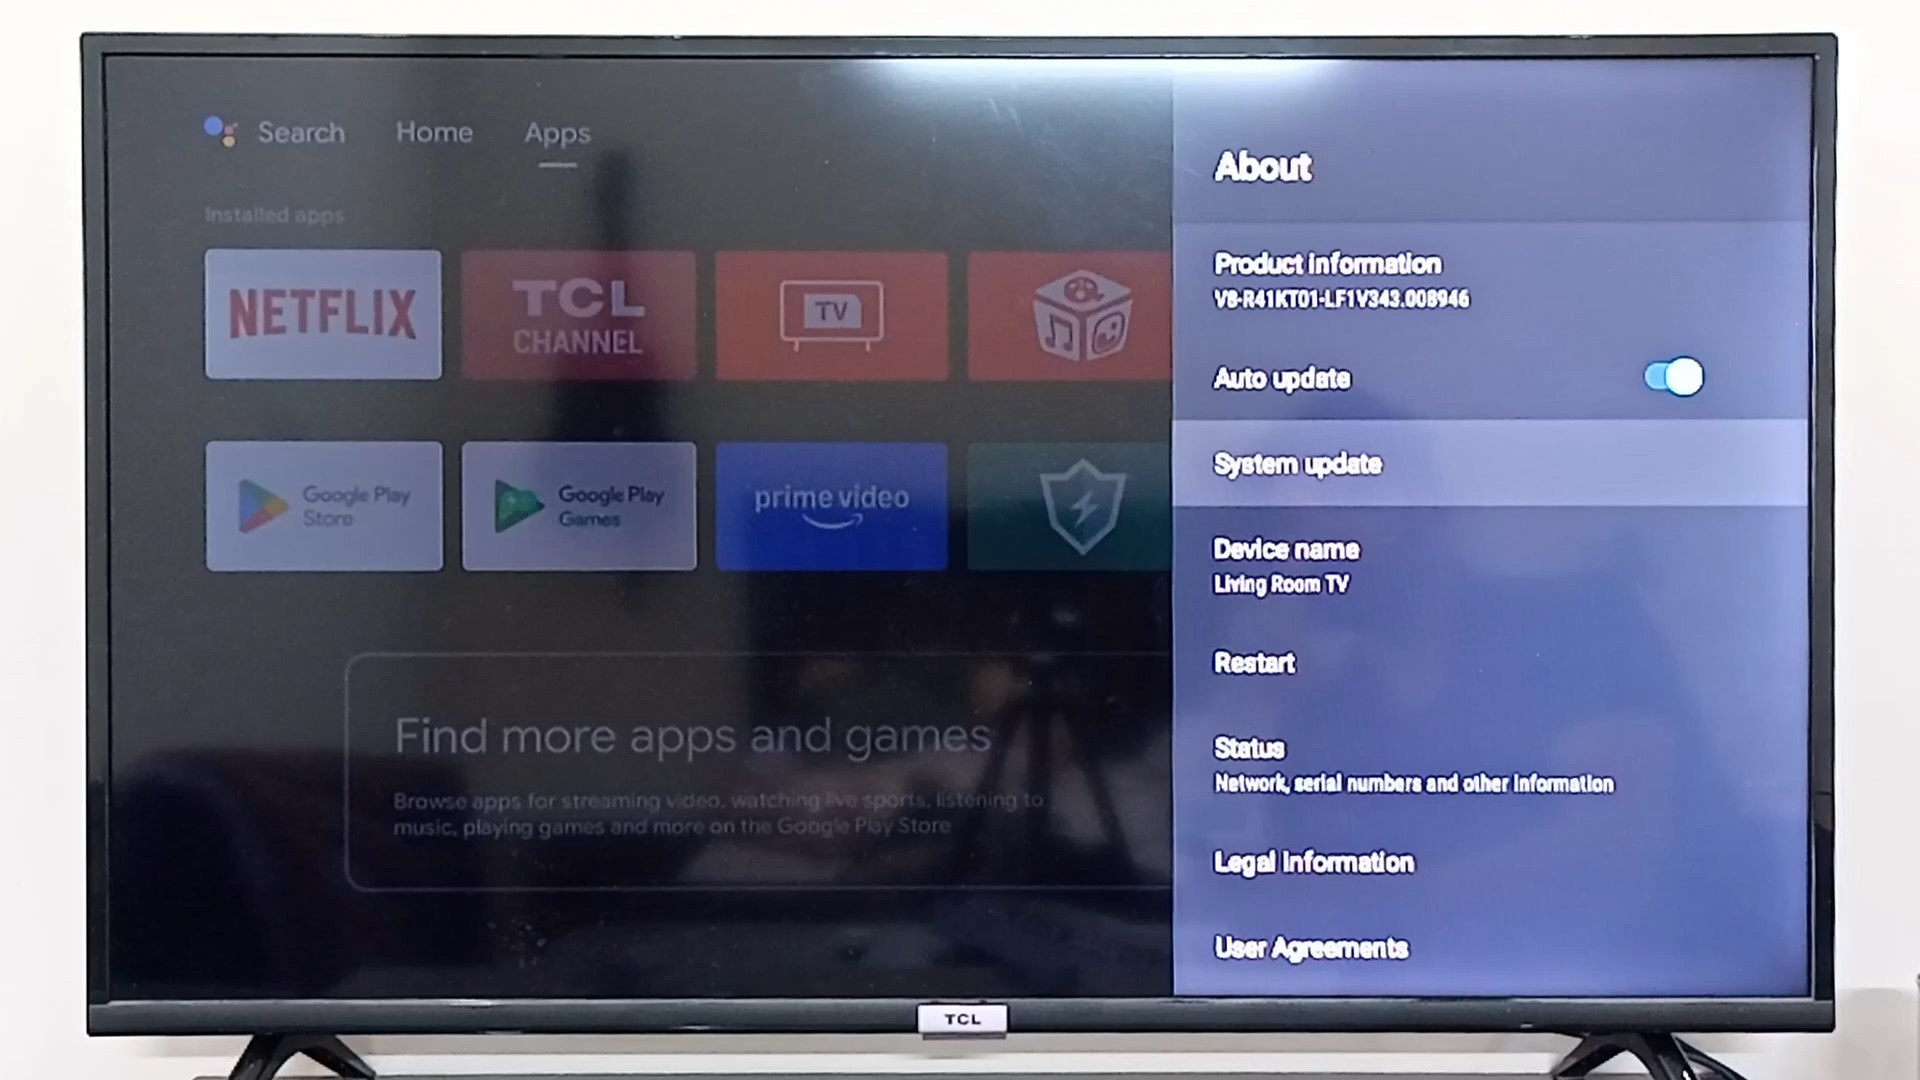 Search Home Apps
Installed apps
NETFLIX
TCL
CHANNEL
TV
Google Play
Store
Google Play
Games
prime video
Find more apps and games
Browse apps for streaming video, watching live sports, listening to
music, playing games and more on the Google Play Store
About
Product information
V8-R41KT01-LF1V343.008946
Auto update
System update
Device name
Living Room TV
Restart
Status
Network, serial numbers and other information
Legal information
User Agreements
TCL